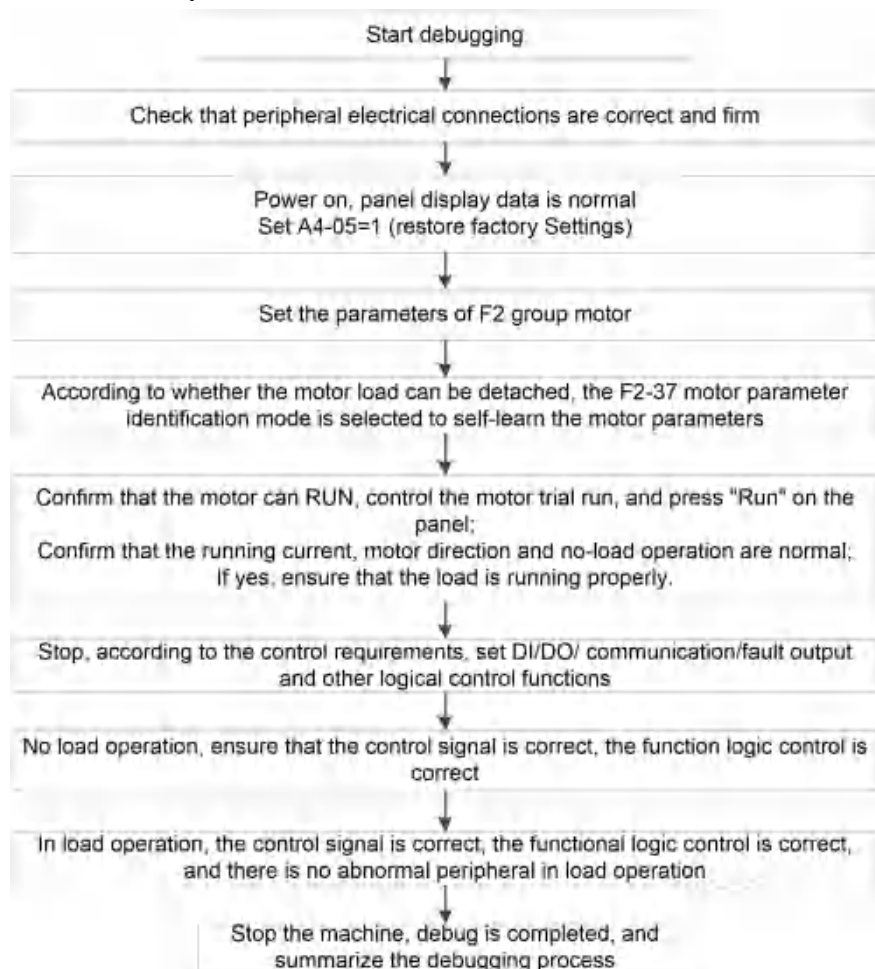 Start debugging
Check that peripheral electrical connections are correct and firm
Power on, panel display data is normal
Set A4-05=1 (restore factory Settings)
Set the parameters of F2 group motor
According to whether the motor load can be detached, the F2-37 motor parameter
identification mode is selected to self-learn the motor parameters
Confirm that the motor can RUN, control the motor trial run, and press "Run" on the
panel;
Confirm that the running current, motor direction and no-load operation are normal;
If yes, ensure that the load is running properly.
Stop, according to the control requirements, set DI/DO/ communication/fault output
and other logical control functions
No load operation, ensure that the control signal is correct, the function logic control is
correct
In load operation, the control signal is correct, the functional logic control is correct,
and there is no abnormal peripheral in load operation
Stop the machine, debug is completed, and
summarize the debugging process